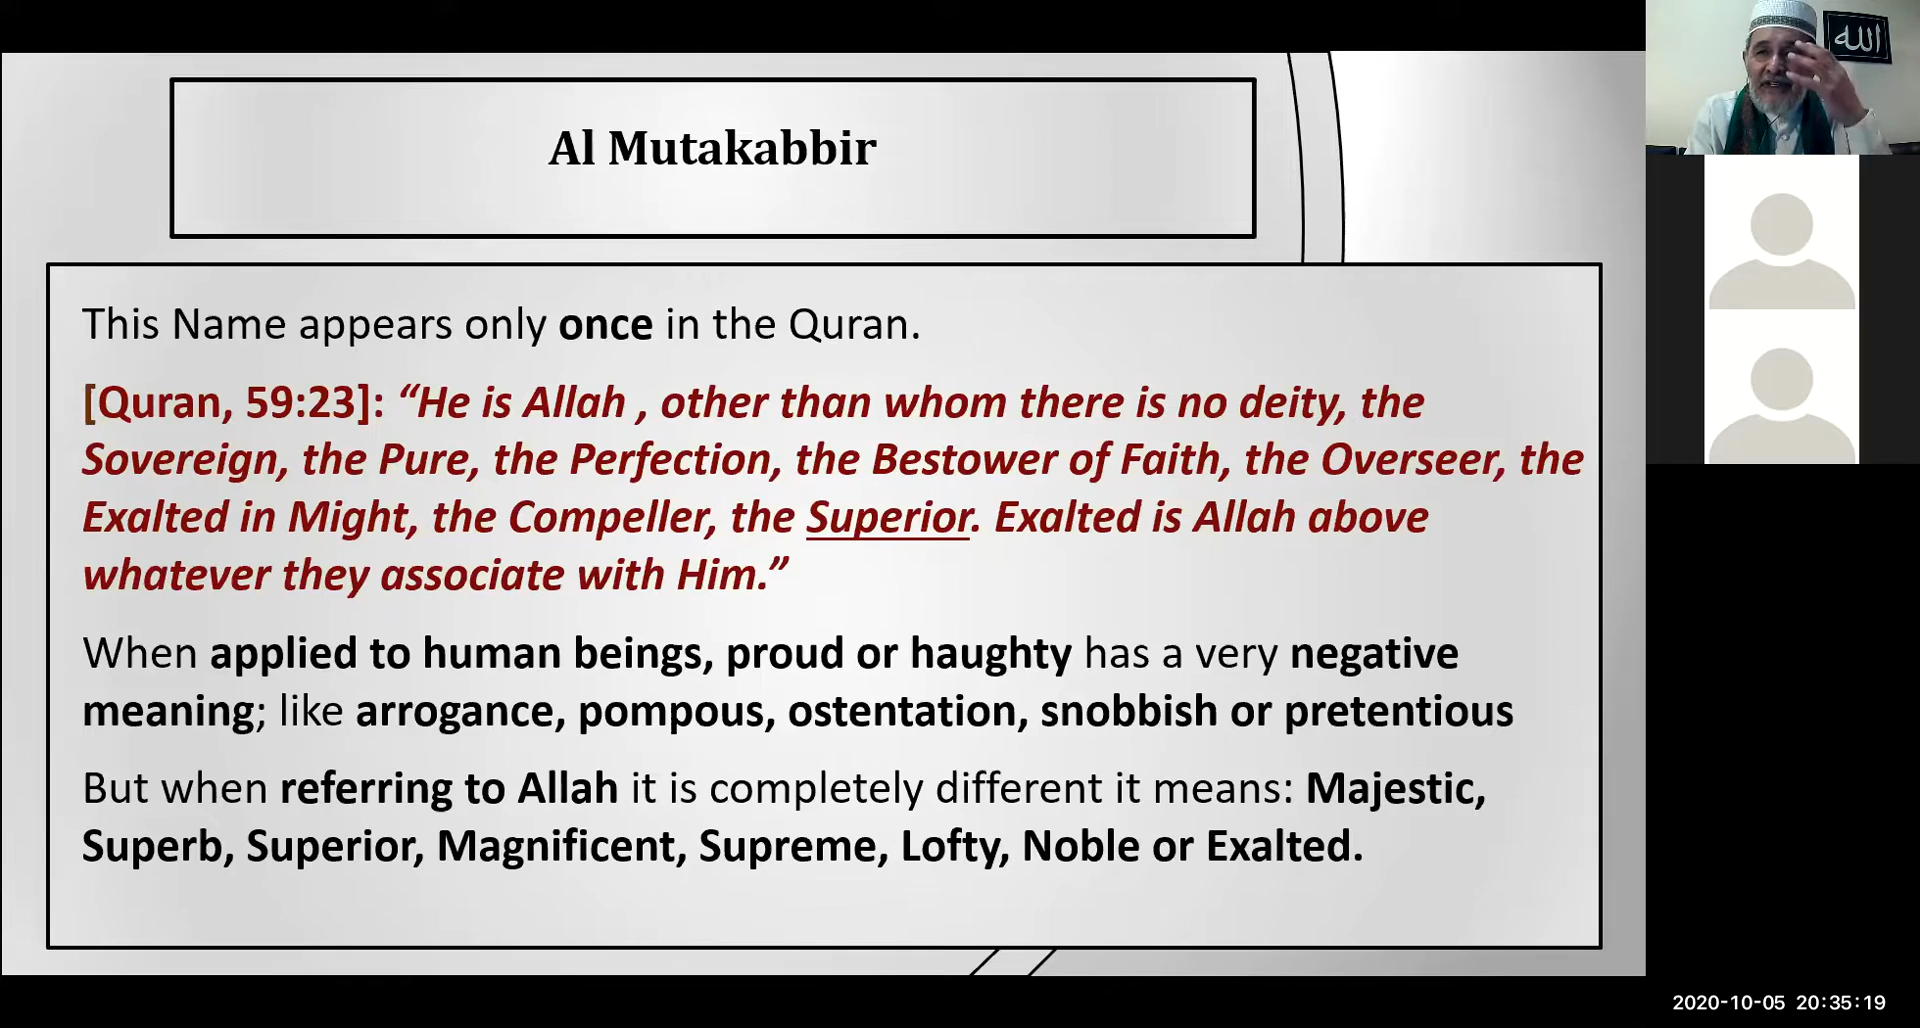 Al Mutakabbir
This Name appears only once in the Quran.
[Quran, 59:23]: “He is Allah , other than whom there is no deity, the
Sovereign, the Pure, the Perfection, the Bestower of Faith, the Overseer, the
Exalted in Might, the Compeller, the Superior. Exalted is Allah above
whatever they associate with Him.”
When applied to human beings, proud or haughty has a very negative
meaning; like arrogance, pompous, ostentation, snobbish or pretentious
But when referring to Allah it is completely different it means: Majestic,
Superb, Superior, Magnificent, Supreme, Lofty, Noble or Exalted.
الله
2020-10-05 20:35:19